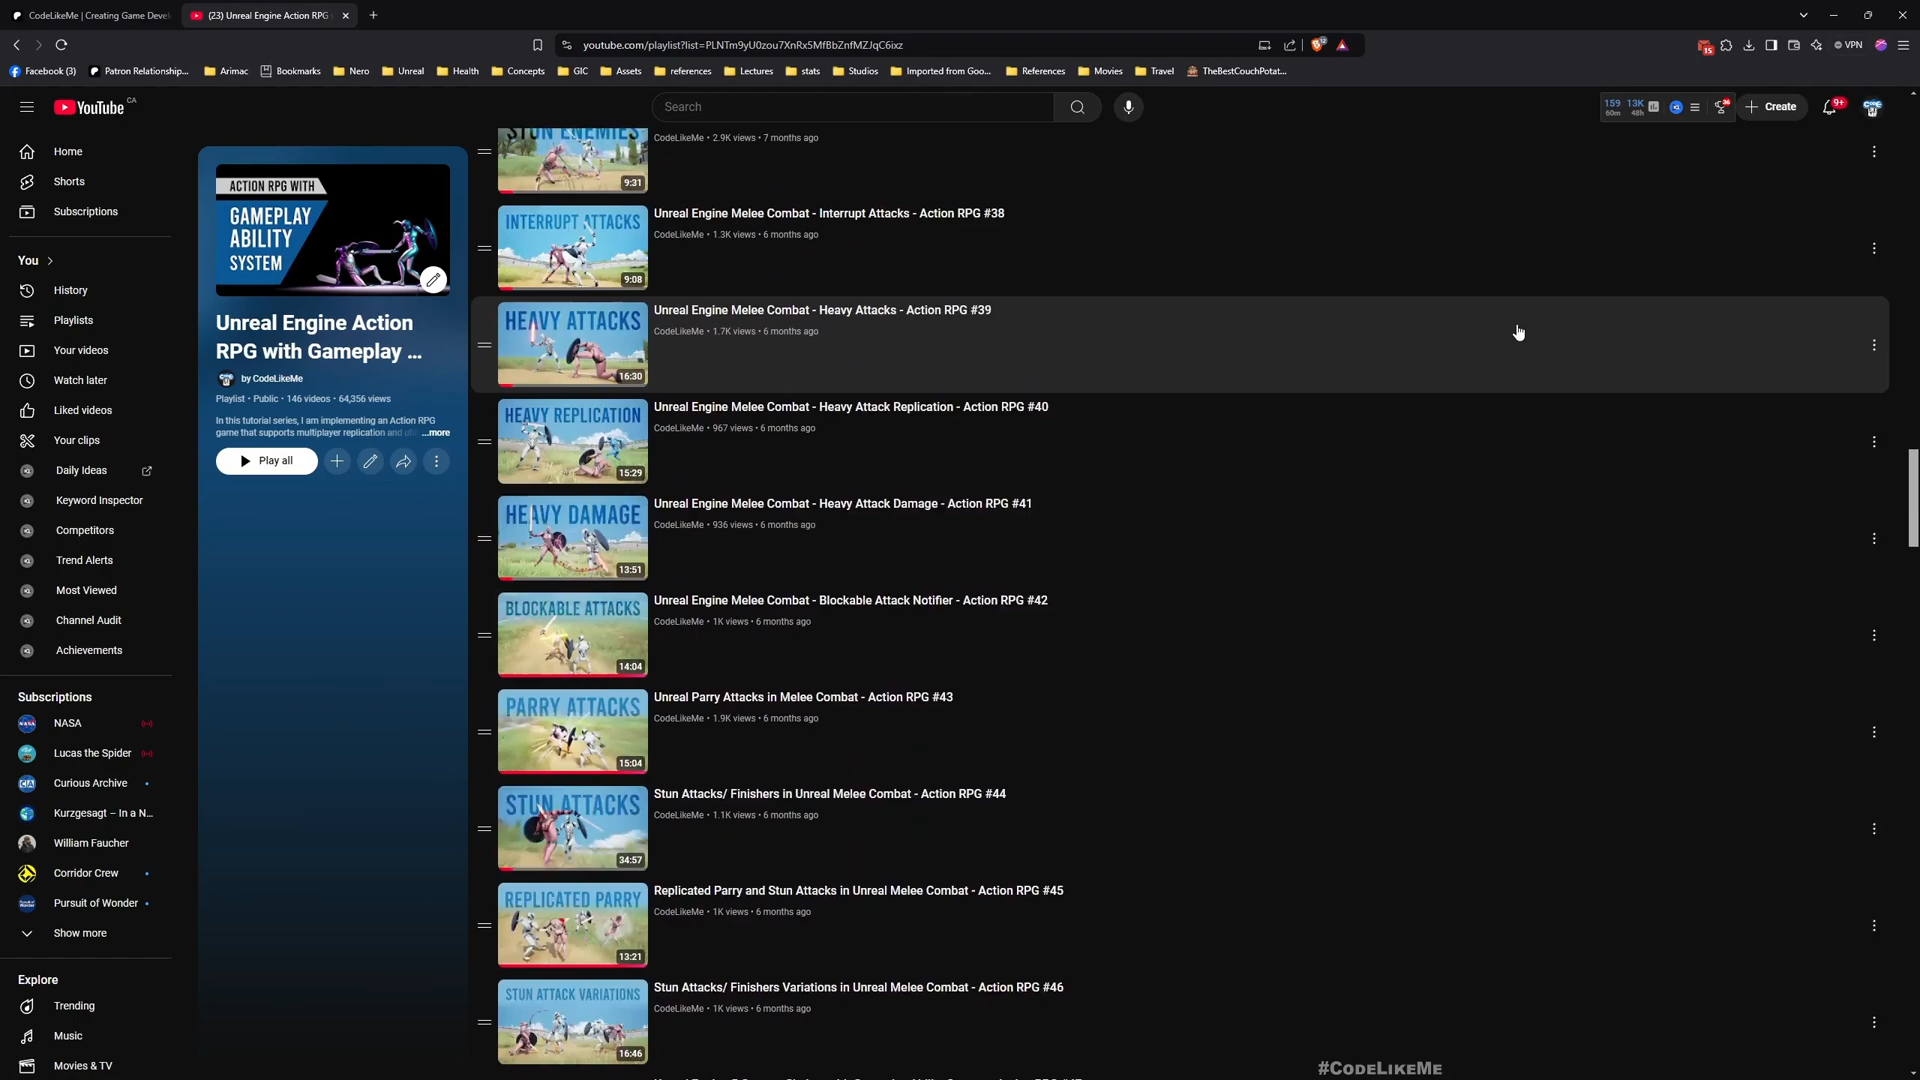 CodeLikeMe | Creating Game Devel
(23) Unreal Engine Action RPG
youtube.com/playlist?list=PLNTm9yU0zou7XnRx5MfBbZnfMZJqC6ixz
12
15
VPN
Facebook (3)
Patron Relationship...
Arimac
Bookmarks
Nero
Unreal
Health
Concepts
GIC
Assets
references
Lectures
stats
Studios
Imported from Goo...
References
Movies
Travel
TheBestCouchPotat...
YouTube CA
Search
159 60m
13K 48h
36
Create
9+
Home
Shorts
Subscriptions
You
History
Playlists
Your videos
Watch later
Liked videos
Your clips
Daily Ideas
Keyword Inspector
Competitors
Trend Alerts
Most Viewed
Channel Audit
Achievements
Subscriptions
NASA
Lucas the Spider
Curious Archive
Kurzgesagt – In a N...
William Faucher
Corridor Crew
Pursuit of Wonder
Show more
Explore
Trending
Music
Movies & TV
ACTION RPG WITH
GAMEPLAY
ABILITY
SYSTEM
Unreal Engine Action
RPG with Gameplay ...
by CodeLikeMe
Playlist • Public • 146 videos • 64,356 views
In this tutorial series, I am implementing an Action RPG
game that supports multiplayer replication and
...more
Play all
STUN ENEMIES
9:31
CodeLikeMe • 2.9K views • 7 months ago
INTERRUPT ATTACKS
9:08
Unreal Engine Melee Combat - Interrupt Attacks - Action RPG #38
CodeLikeMe • 1.3K views • 6 months ago
HEAVY ATTACKS
16:30
Unreal Engine Melee Combat - Heavy Attacks - Action RPG #39
CodeLikeMe • 1.7K views • 6 months ago
HEAVY REPLICATION
15:29
Unreal Engine Melee Combat - Heavy Attack Replication - Action RPG #40
CodeLikeMe • 967 views • 6 months ago
HEAVY DAMAGE
13:51
Unreal Engine Melee Combat - Heavy Attack Damage - Action RPG #41
CodeLikeMe • 936 views • 6 months ago
BLOCKABLE ATTACKS
14:04
Unreal Engine Melee Combat - Blockable Attack Notifier - Action RPG #42
CodeLikeMe • 1K views • 6 months ago
PARRY ATTACKS
15:04
Unreal Parry Attacks in Melee Combat - Action RPG #43
CodeLikeMe • 1.9K views • 6 months ago
STUN ATTACKS
34:57
Stun Attacks/ Finishers in Unreal Melee Combat - Action RPG #44
CodeLikeMe • 1.1K views • 6 months ago
REPLICATED PARRY
13:21
Replicated Parry and Stun Attacks in Unreal Melee Combat - Action RPG #45
CodeLikeMe • 1K views • 6 months ago
STUN ATTACK VARIATIONS
16:46
Stun Attacks/ Finishers Variations in Unreal Melee Combat - Action RPG #46
CodeLikeMe • 1K views • 6 months ago
#CODELIKEME